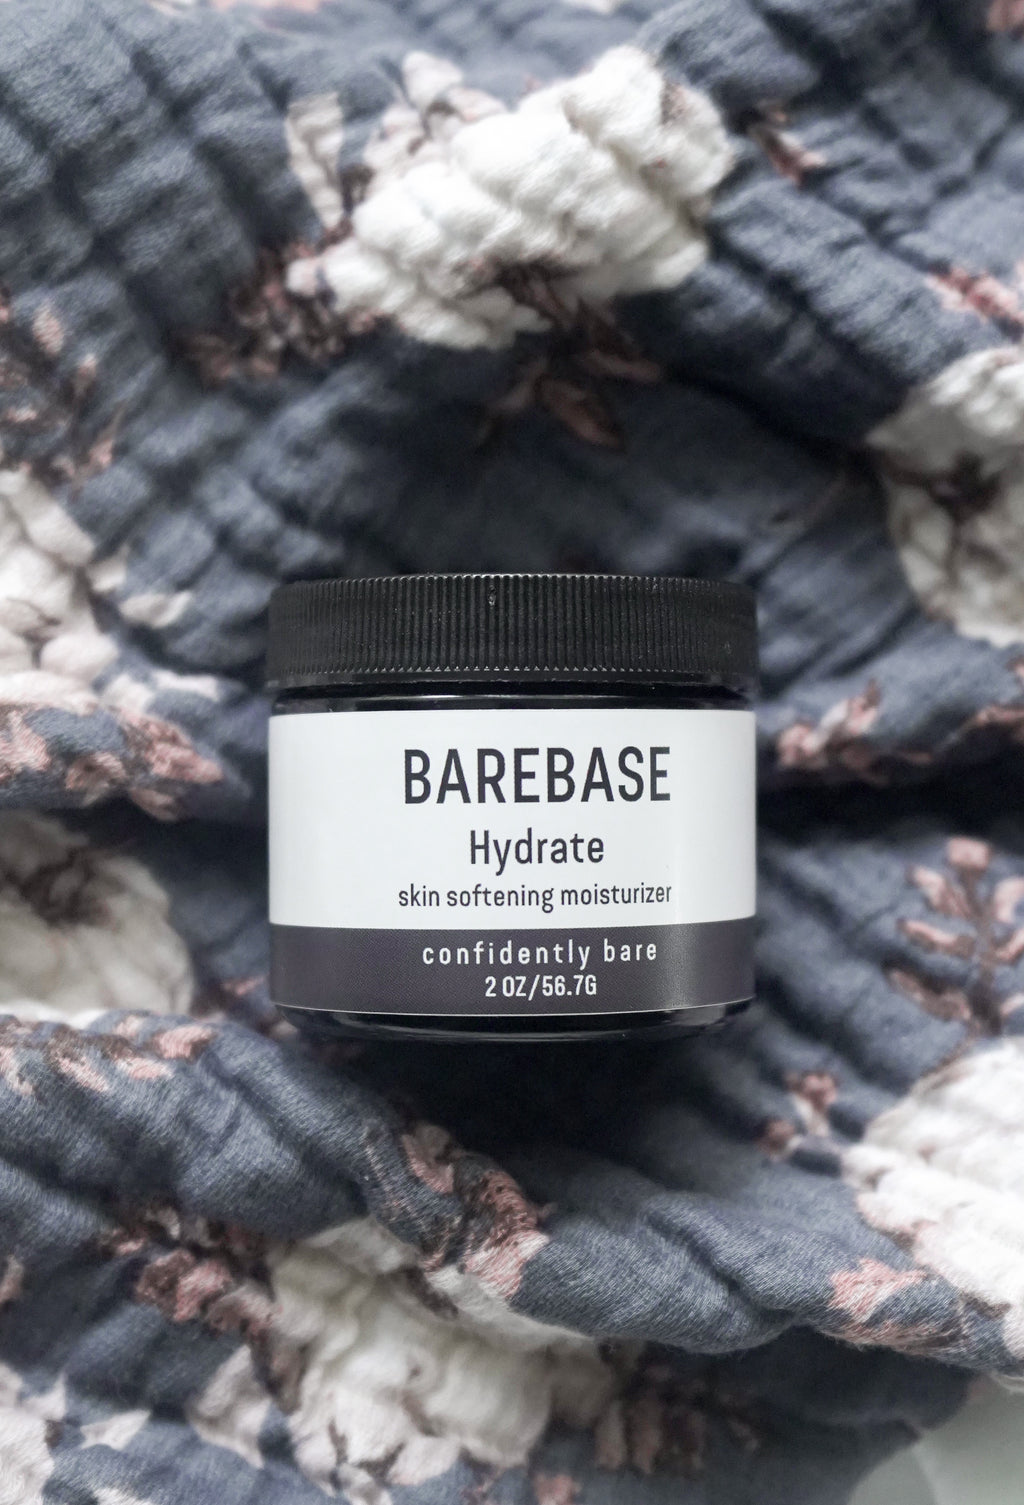 BAREBASE
Hydrate
skin softening moisturizer
confidently bare
2 OZ/56.7G